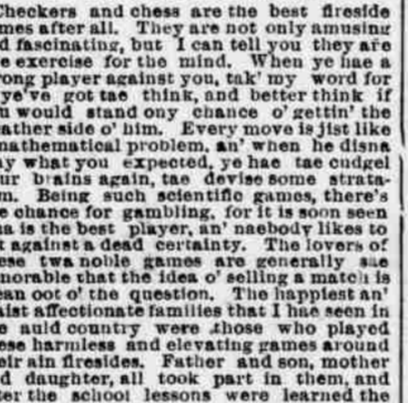 Checkers and chess are the best fireside
mes after all. They are not only amusing
d fascinating, but I can tell you they are
e exercise for the mind. When ye hae a
rong player against you, tak' my word for
ye've got tae think, and better think if
u would stand ony chance o' gettin' the
ather side o' him. Every move is jist like
mathematical problem, an' when he disna
ay what you expected, ye hae tae cudgel
ur brains again, tae devise some strata-
m. Being such scientific games, there's
e chance for gambling, for it is soon seen
a is the best player, an' naebody likes to
t against a dead certainty. The lovers of
ese twa noble games are generally sae
norable that the idea o' selling a match is
ean oot o' the question. The happiest an'
aist affectionate families that I hae seen in
e auld country were those who played
ese harmless and elevating games around
eir ain firesides. Father and son, mother
d daughter, all took part in them, and
ter the school lessons were learned the